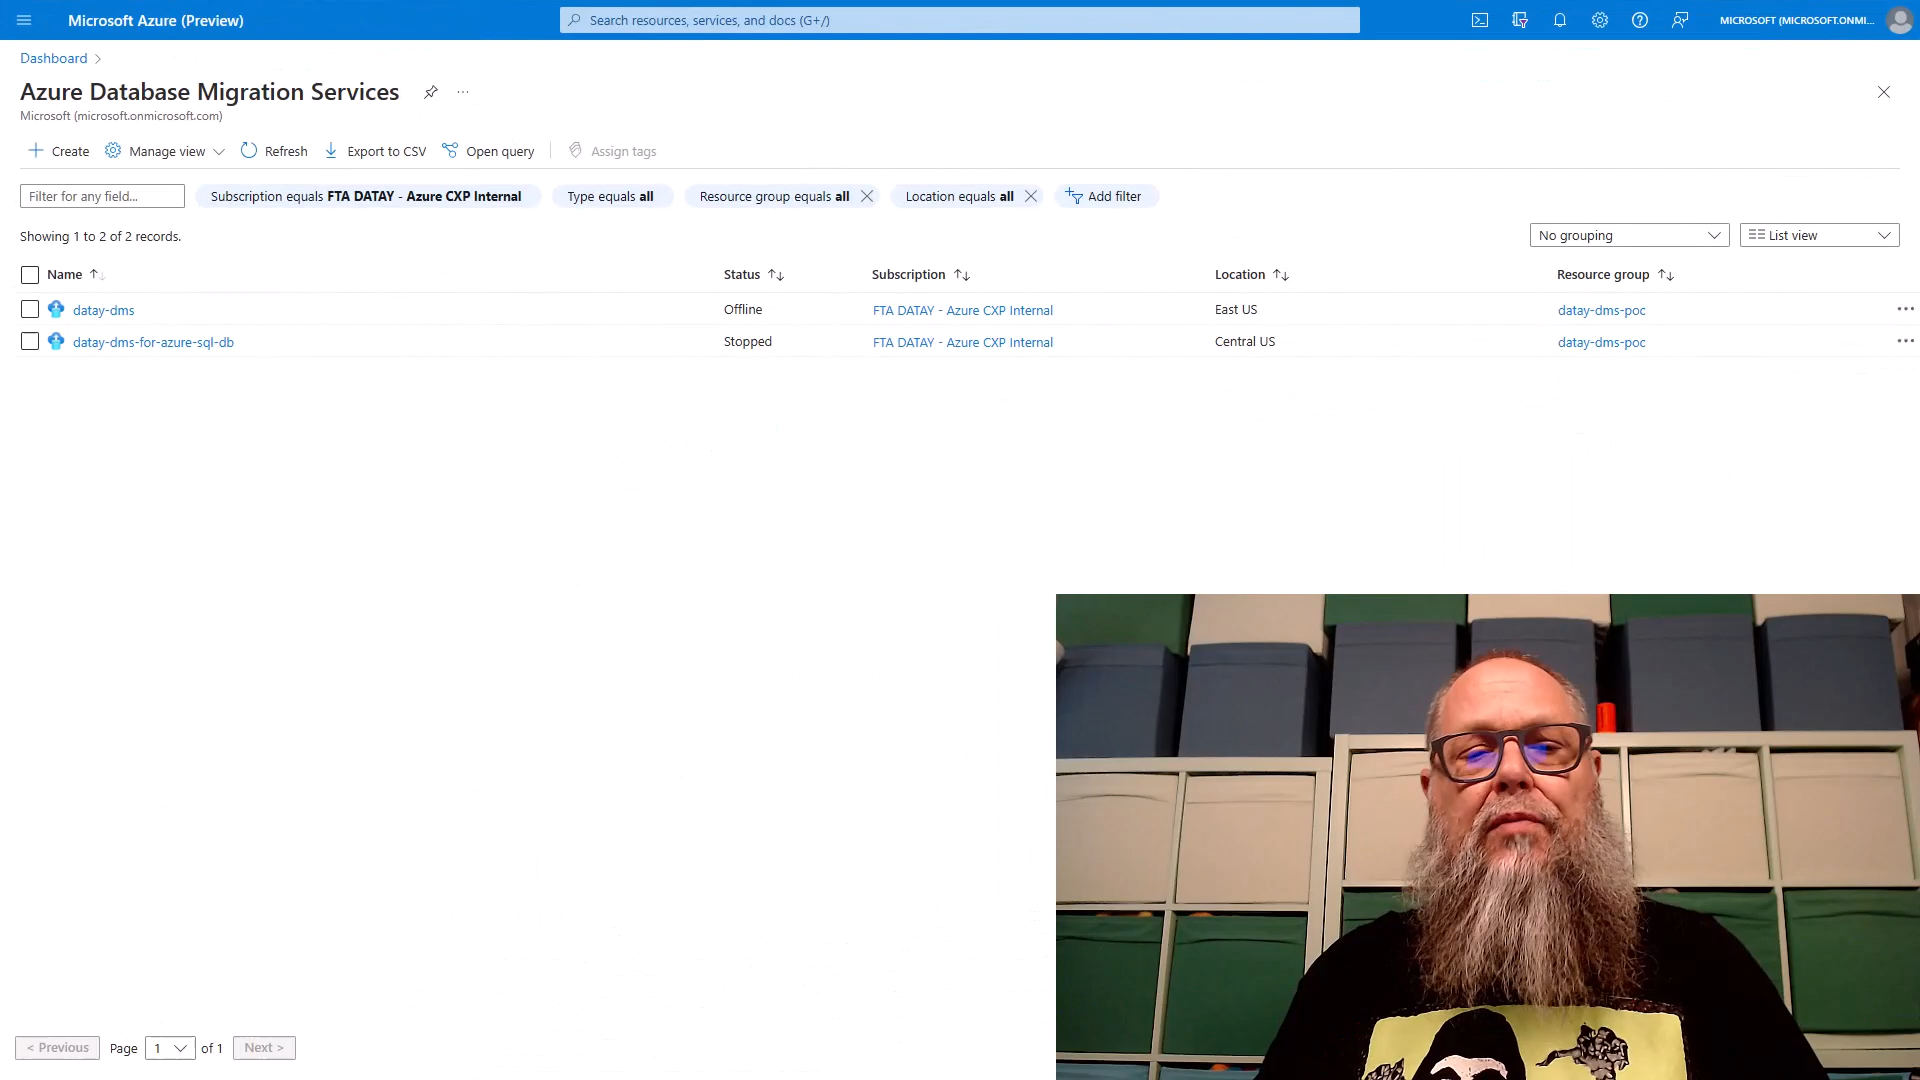 Microsoft Azure (Preview)
Search resources, services, and docs (G+/)
MICROSOFT (MICROSOFT.ONMI...
Dashboard
Azure Database Migration Services
Microsoft (microsoft.onmicrosoft.com)
Create Manage view Refresh Export to CSV Open query Assign tags
Filter for any field... Subscription equals FTA DATAY - Azure CXP Internal Type equals all Resource group equals all Location equals all Add filter
Showing 1 to 2 of 2 records.
No grouping List view
Name Status Subscription Location Resource group
datay-dms Offline FTA DATAY - Azure CXP Internal East US datay-dms-poc
datay-dms-for-azure-sql-db Stopped FTA DATAY - Azure CXP Internal Central US datay-dms-poc
< Previous Page 1 of 1 Next >